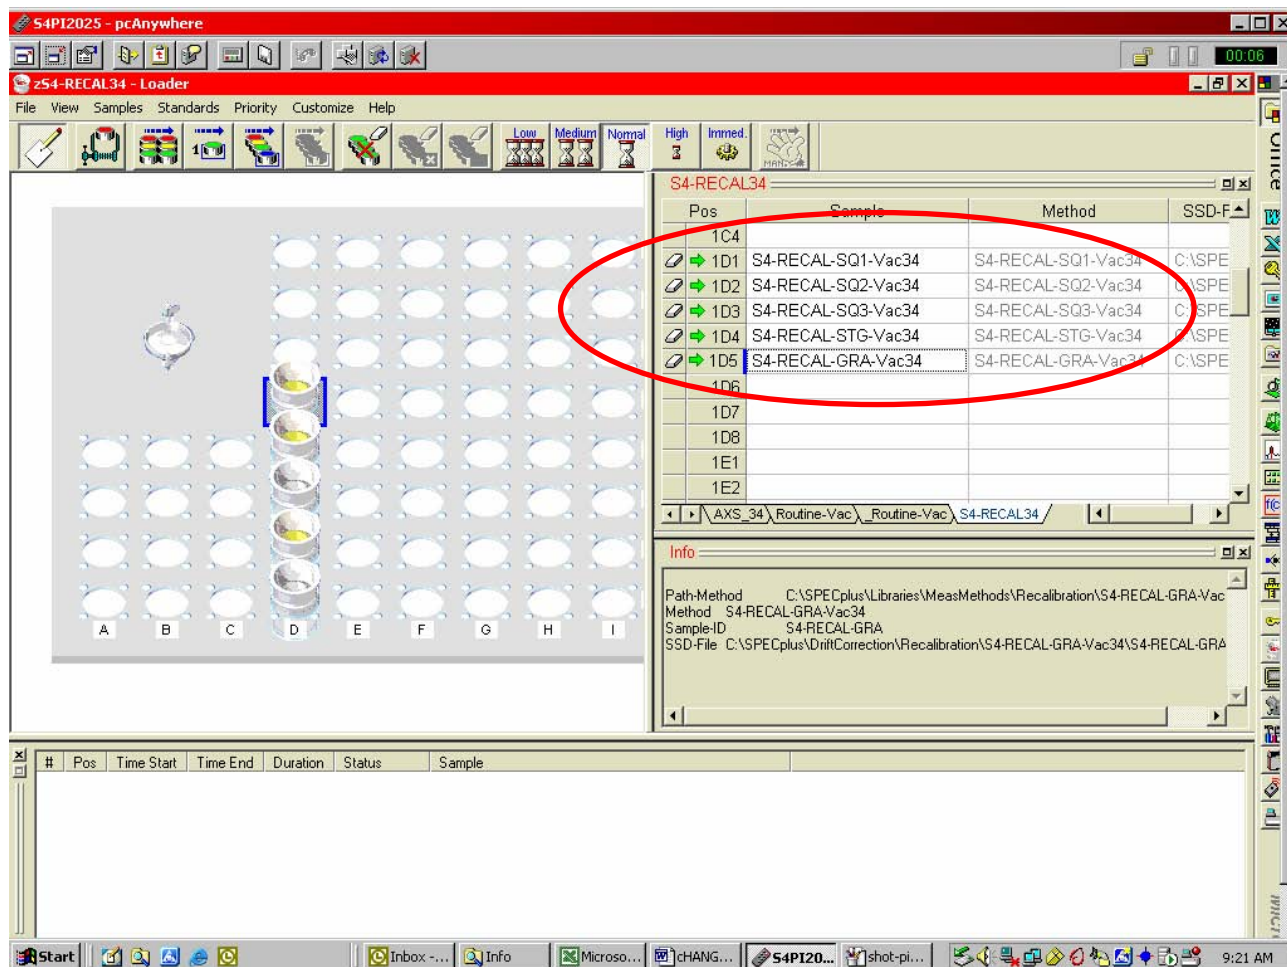 S4PI2025 - pcAnywhere
00:06
zS4-RECAL34 - Loader
File View Samples Standards Priority Customize Help
Low Medium Normal High Immed.
MAN
Office
S4-RECAL34
Pos Sample Method SSD-F
1C4
1D1 S4-RECAL-SQ1-Vac34 S4-RECAL-SQ1-Vac34 C:\SPE
1D2 S4-RECAL-SQ2-Vac34 S4-RECAL-SQ2-Vac34 C:\SPE
1D3 S4-RECAL-SQ3-Vac34 S4-RECAL-SQ3-Vac34 C:\SPE
1D4 S4-RECAL-STG-Vac34 S4-RECAL-STG-Vac34 C:\SPE
1D5 S4-RECAL-GRA-Vac34 S4-RECAL-GRA-Vac34 C:\SPE
1D6
1D7
1D8
1E1
1E2
AXS_34 Routine-Vac _Routine-Vac S4-RECAL34
A B C D E F G H I
Info
Path-Method C:\SPECplus\Libraries\MeasMethods\Recalibration\S4-RECAL-GRA-Vac
Method S4-RECAL-GRA-Vac34
Sample-ID S4-RECAL-GRA
SSD-File C:\SPECplus\DriftCorrection\Recalibration\S4-RECAL-GRA-Vac34\S4-RECAL-GRA
# Pos Time Start Time End Duration Status Sample
Start Inbox -... Info Microso... cHANG... S4PI20... shot-pi... 9:21 AM